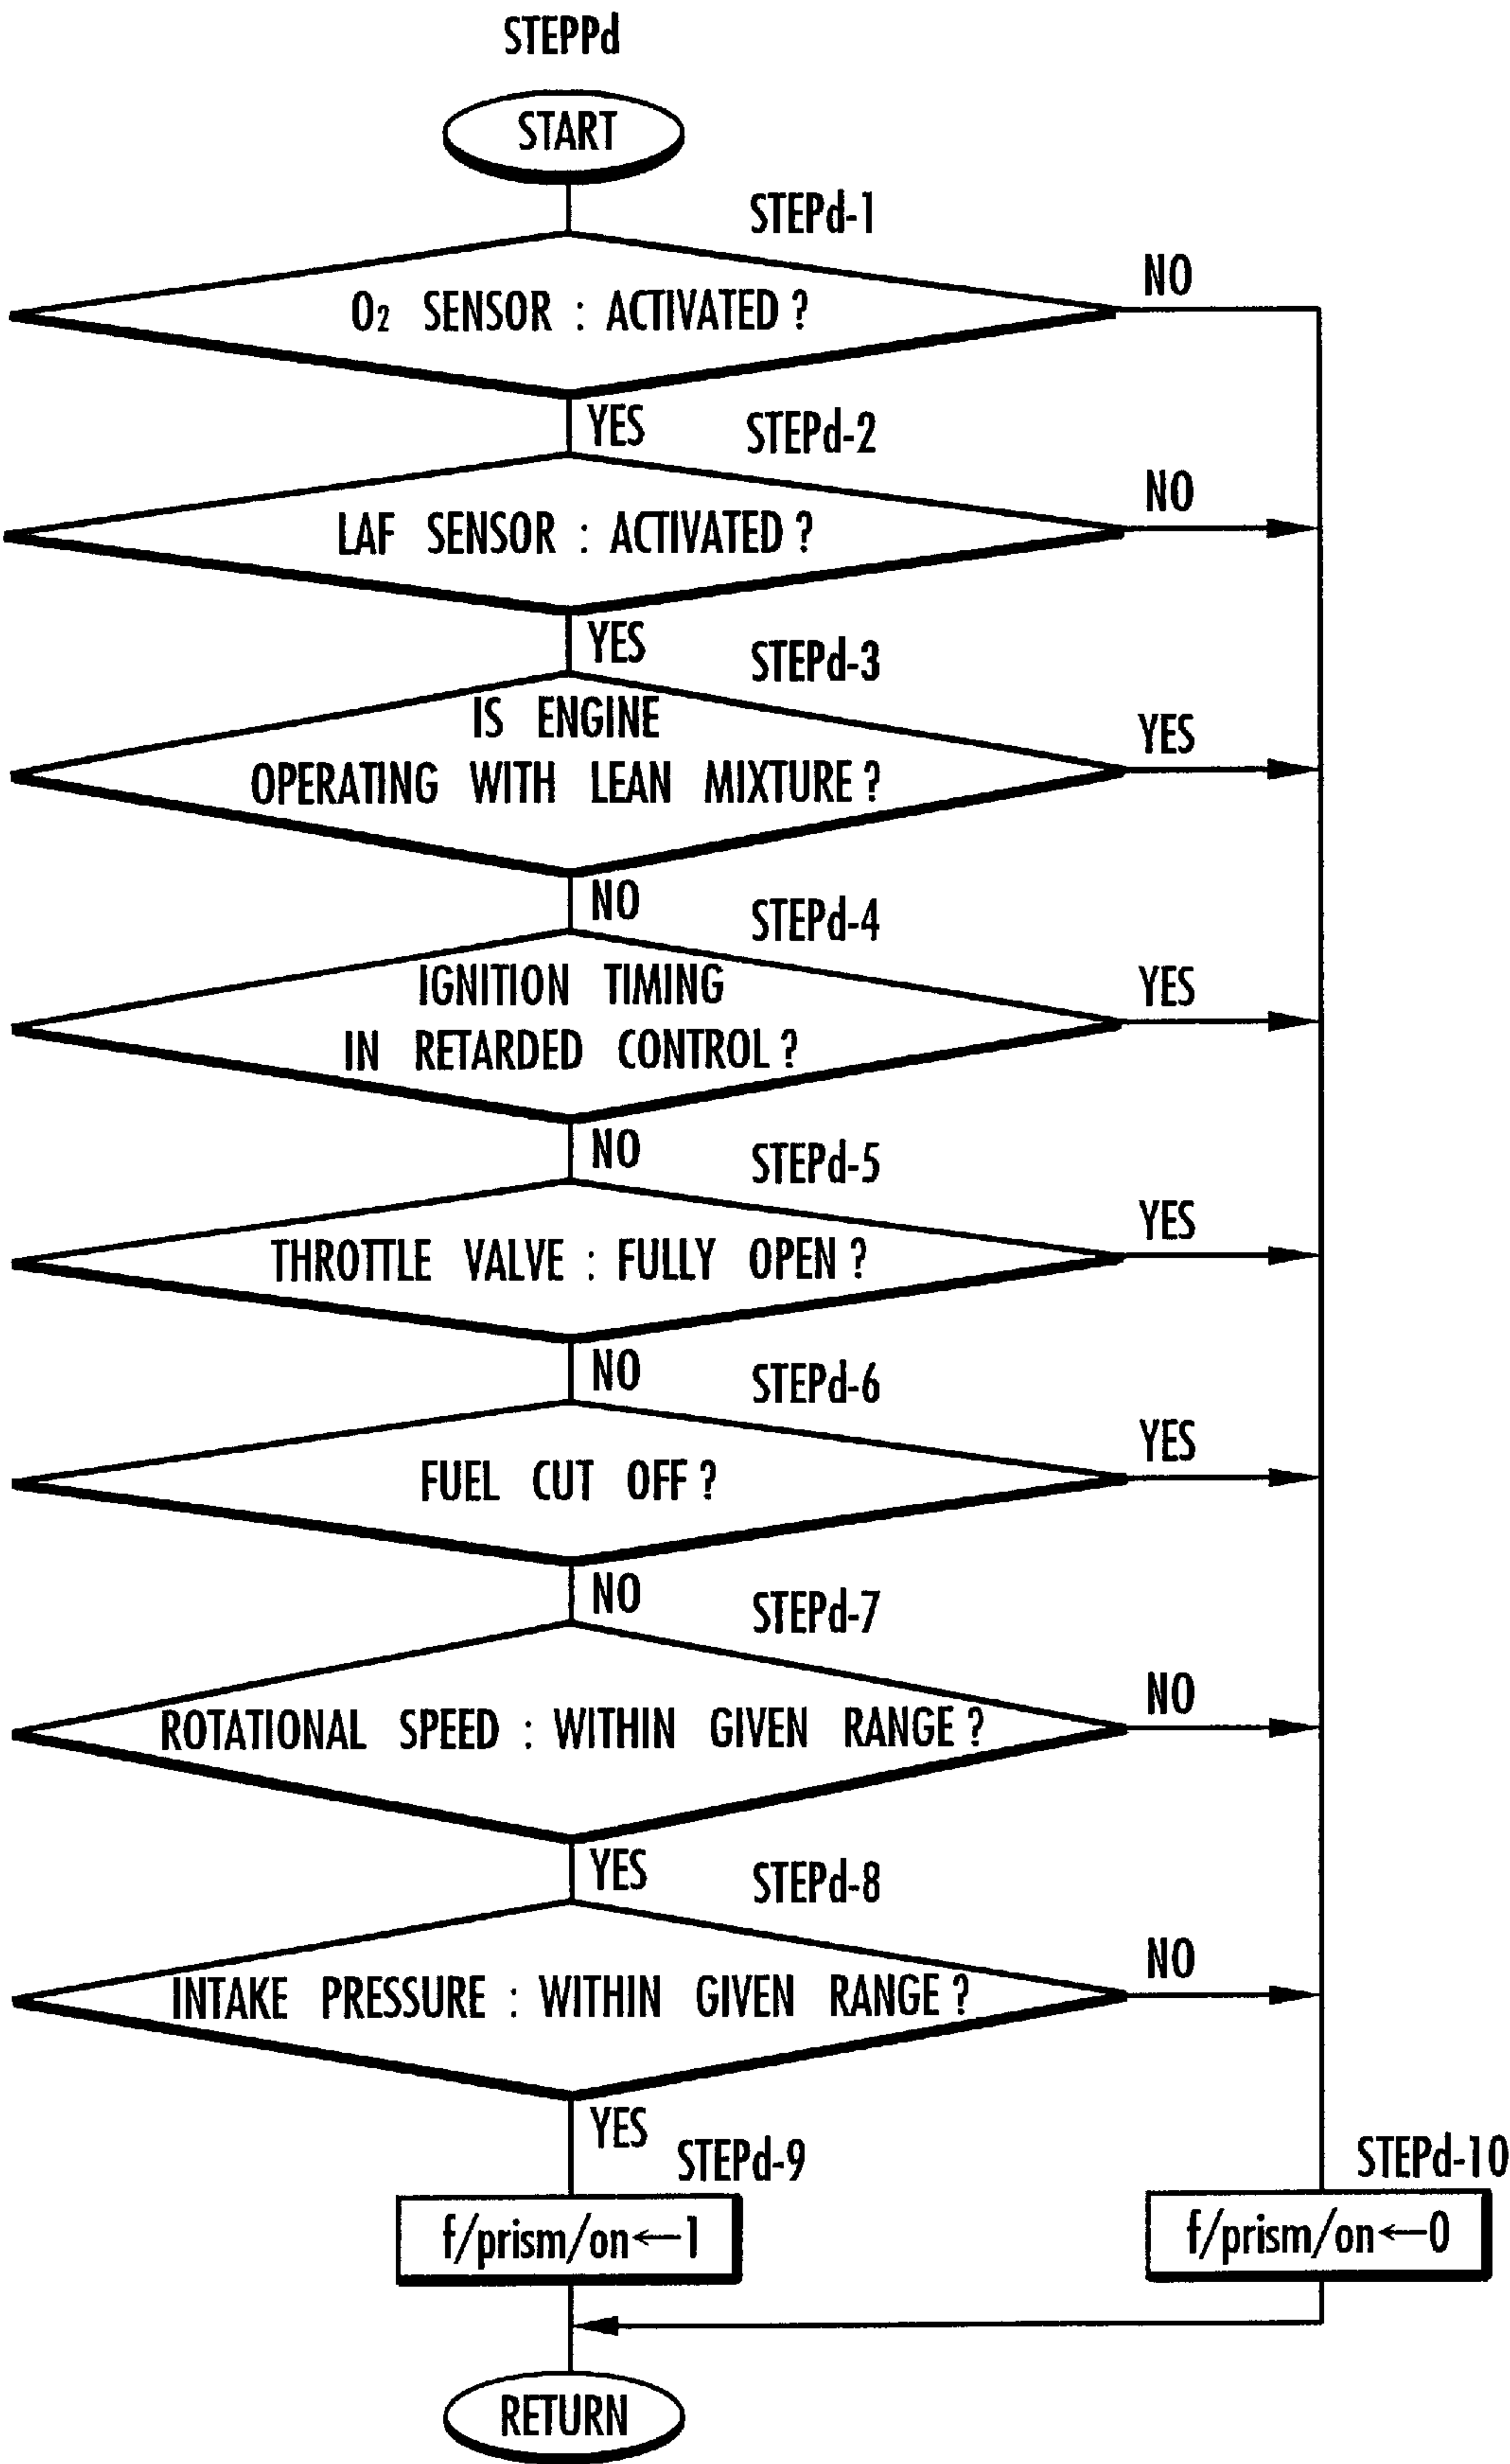 STEPPd
START
STEPd-1
O₂ SENSOR : ACTIVATED ?
NO
YES
STEPd-2
LAF SENSOR : ACTIVATED ?
NO
YES
STEPd-3
IS ENGINE
OPERATING WITH LEAN MIXTURE ?
YES
NO
STEPd-4
IGNITION TIMING
IN RETARDED CONTROL ?
YES
NO
STEPd-5
THROTTLE VALVE : FULLY OPEN ?
YES
NO
STEPd-6
FUEL CUT OFF ?
YES
NO
STEPd-7
ROTATIONAL SPEED : WITHIN GIVEN RANGE ?
NO
YES
STEPd-8
INTAKE PRESSURE : WITHIN GIVEN RANGE ?
NO
YES
STEPd-9
f/prism/on←1
STEPd-10
f/prism/on←0
RETURN